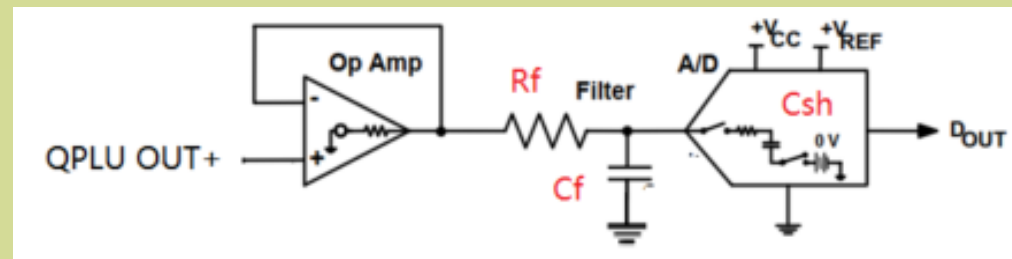 +VCC
+VREF
Op Amp
Rf
Filter
A/D
Csh
-
+
QPLU OUT+
Cf
0 V
DOUT